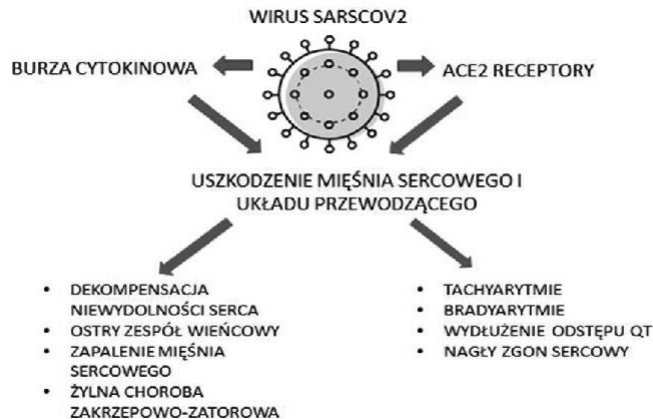 WIRUS SARSCOV2
BURZA CYTOKINOWA
ACE2 RECEPTORY
USZKODZENIE MIĘŚNIA SERCOWEGO I
UKŁADU PRZEWODZĄCEGO
• DEKOMPENSACJA
NIEWYDOLNOŚCI SERCA
• OSTRY ZESPÓŁ WIEŃCOWY
• ZAPALENIE MIĘŚNIA
SERCOWEGO
• ŻYLNA CHOROBA
ZAKRZEPOWO-ZATOROWA
• TACHYARYTMIE
• BRADYARYTMIE
• WYDŁUŻENIE ODSTĘPU QT
• NAGŁY ZGON SERCOWY